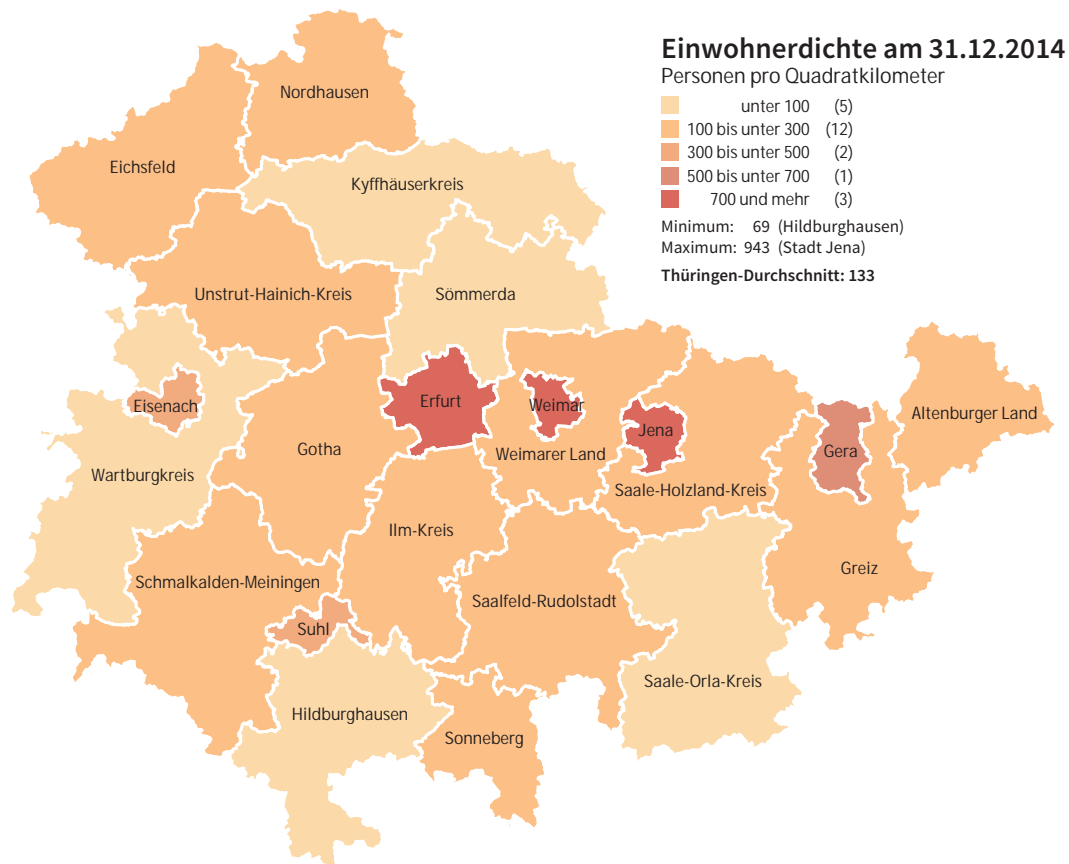 Einwohnerdichte am 31.12.2014
Personen pro Quadratkilometer
unter 100 (5)
100 bis unter 300 (12)
300 bis unter 500 (2)
500 bis unter 700 (1)
700 und mehr (3)
Minimum: 69 (Hildburghausen)
Maximum: 943 (Stadt Jena)
Thüringen-Durchschnitt: 133
Nordhausen
Eichsfeld
Kyffhäuserkreis
Unstrut-Hainich-Kreis
Sömmerda
Eisenach
Erfurt
Weimar
Altenburger Land
Jena
Gotha
Weimarer Land
Gera
Wartburgkreis
Saale-Holzland-Kreis
Ilm-Kreis
Greiz
Schmalkalden-Meiningen
Saalfeld-Rudolstadt
Suhl
Saale-Orla-Kreis
Hildburghausen
Sonneberg